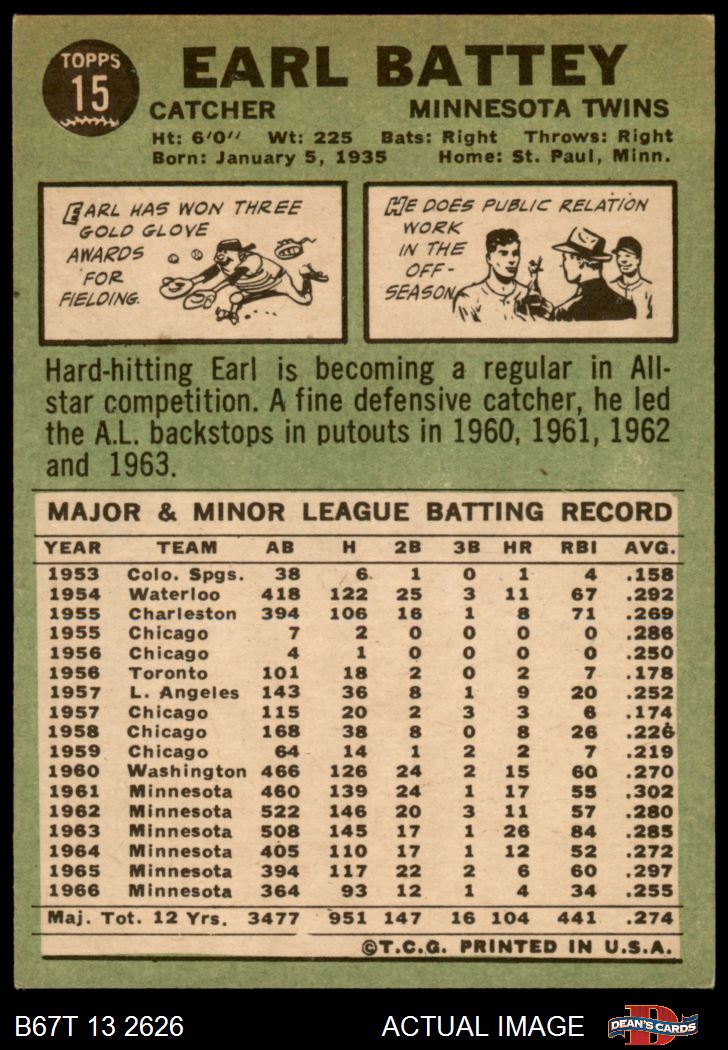 TOPPS
15
EARL BATTEY
CATCHER MINNESOTA TWINS
Ht: 6'0" Wt: 225 Bats: Right Throws: Right
Born: January 5, 1935 Home: St. Paul, Minn.
EARL HAS WON THREE
GOLD GLOVE
AWARDS
FOR
FIELDING.
HE DOES PUBLIC RELATION
WORK
IN THE
OFF-
SEASON
Hard-hitting Earl is becoming a regular in All-
star competition. A fine defensive catcher, he led
the A.L. backstops in putouts in 1960, 1961, 1962
and 1963.
MAJOR & MINOR LEAGUE BATTING RECORD
YEAR TEAM AB H 2B 3B HR RBI AVG.
1953 Colo. Spgs. 38 6 1 0 1 4 .158
1954 Waterloo 418 122 25 3 11 67 .292
1955 Charleston 394 106 16 1 8 71 .269
1955 Chicago 7 2 0 0 0 0 .286
1956 Chicago 4 1 0 0 0 0 .250
1956 Toronto 101 18 2 0 2 7 .178
1957 L. Angeles 143 36 8 1 9 20 .252
1957 Chicago 115 20 2 3 3 6 .174
1958 Chicago 168 38 8 0 8 26 .226
1959 Chicago 64 14 1 2 2 7 .219
1960 Washington 466 126 24 2 15 60 .270
1961 Minnesota 460 139 24 1 17 55 .302
1962 Minnesota 522 146 20 3 11 57 .280
1963 Minnesota 508 145 17 1 26 84 .285
1964 Minnesota 405 110 17 1 12 52 .272
1965 Minnesota 394 117 22 2 6 60 .297
1966 Minnesota 364 93 12 1 4 34 .255
Maj. Tot. 12 Yrs. 3477 951 147 16 104 441 .274
©T.C.G. PRINTED IN U.S.A.
B67T 13 2626 ACTUAL IMAGE DEAN'S CARDS